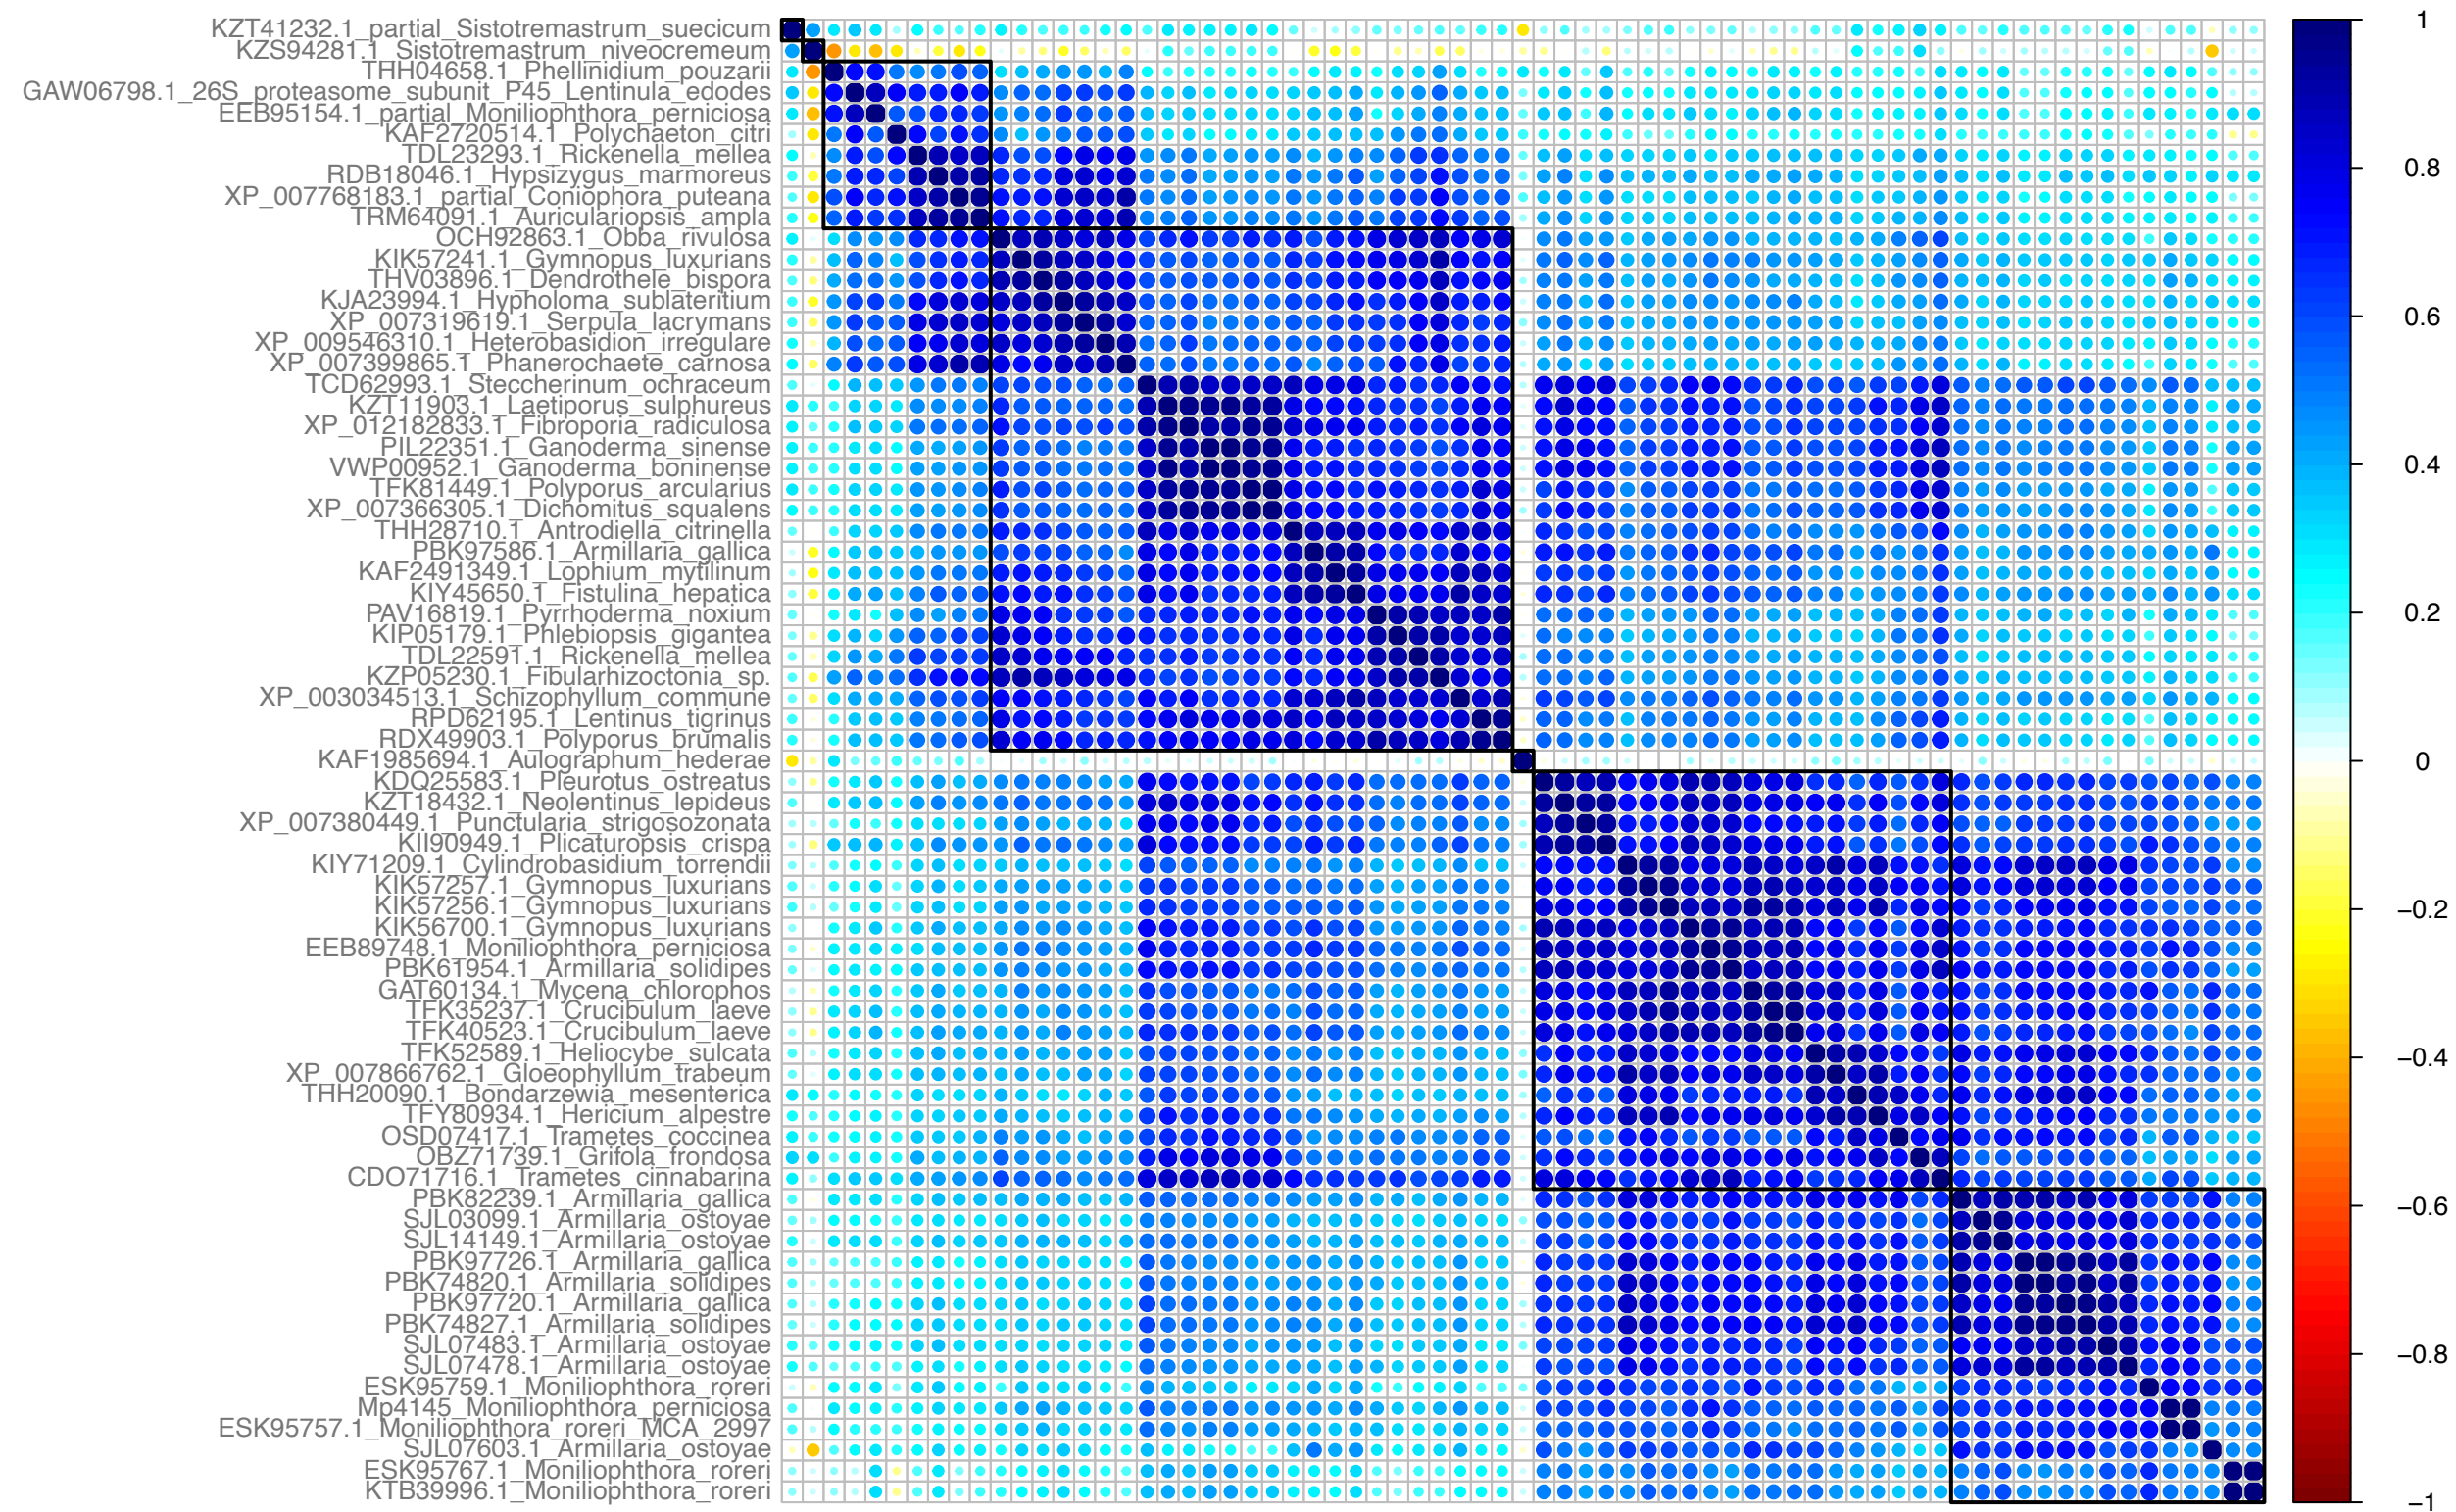 KZT41232.1_partial_Sistotremastrum_suecicum
KZS94281.1_Sistotremastrum_niveocremeum
THH04658.1_Phellinidium_pouzarii
GAW06798.1_26S_proteasome_subunit_P45_Lentinula_edodes
EEB95154.1_partial_Moniliophthora_perniciosa
KAF2720514.1_Polychaeton_citri
TDL23293.1_Rickenella_mellea
RDB18046.1_Hypsizygus_marmoreus
XP_007768183.1_partial_Coniophora_puteana
TRM64091.1_Auriculariopsis_ampla
OCH92863.1_Obba_rivulosa
KIK57241.1_Gymnopus_luxurians
THV03896.1_Dendrothele_bispora
KJA23994.1_Hypholoma_sublateritium
XP_007319619.1_Serpula_lacrymans
XP_009546310.1_Heterobasidion_irregulare
XP_007399865.1_Phanerochaete_carnosa
TCD62993.1_Steccherinum_ochraceum
KZT11903.1_Laetiporus_sulphureus
XP_012182833.1_Fibroporia_radiculosa
PIL22351.1_Ganoderma_sinense
VWP00952.1_Ganoderma_boninense
TFK81449.1_Polyporus_arcularius
XP_007366305.1_Dichomitus_squalens
THH28710.1_Antrodiella_citrinella
PBK97586.1_Armillaria_gallica
KAF2491349.1_Lophium_mytilinum
KIY45650.1_Fistulina_hepatica
PAV16819.1_Pyrrhoderma_noxium
KIP05179.1_Phlebiopsis_gigantea
TDL22591.1_Rickenella_mellea
KZP05230.1_Fibularhizoctonia_sp.
XP_003034513.1_Schizophyllum_commune
RPD62195.1_Lentinus_tigrinus
RDX49903.1_Polyporus_brumalis
KAF1985694.1_Aulographum_hederae
KDQ25583.1_Pleurotus_ostreatus
KZT18432.1_Neolentinus_lepideus
XP_007380449.1_Punctularia_strigosozonata
KII90949.1_Plicaturopsis_crispa
KIY71209.1_Cylindrobasidium_torrendii
KIK57257.1_Gymnopus_luxurians
KIK57256.1_Gymnopus_luxurians
KIK56700.1_Gymnopus_luxurians
EEB89748.1_Moniliophthora_perniciosa
PBK61954.1_Armillaria_solidipes
GAT60134.1_Mycena_chlorophos
TFK35237.1_Crucibulum_laeve
TFK40523.1_Crucibulum_laeve
TFK52589.1_Heliocybe_sulcata
XP_007866762.1_Gloeophyllum_trabeum
THH20090.1_Bondarzewia_mesenterica
TFY80934.1_Hericium_alpestre
OSD07417.1_Trametes_coccinea
OBZ71739.1_Grifola_frondosa
CDO71716.1_Trametes_cinnabarina
PBK82239.1_Armillaria_gallica
SJL03099.1_Armillaria_ostoyae
SJL14149.1_Armillaria_ostoyae
PBK97726.1_Armillaria_gallica
PBK74820.1_Armillaria_solidipes
PBK97720.1_Armillaria_gallica
PBK74827.1_Armillaria_solidipes
SJL07483.1_Armillaria_ostoyae
SJL07478.1_Armillaria_ostoyae
ESK95759.1_Moniliophthora_roreri
Mp4145_Moniliophthora_perniciosa
ESK95757.1_Moniliophthora_roreri_MCA_2997
SJL07603.1_Armillaria_ostoyae
ESK95767.1_Moniliophthora_roreri
KTB39996.1_Moniliophthora_roreri
1
0.8
0.6
0.4
0.2
0
−0.2
−0.4
−0.6
−0.8
−1